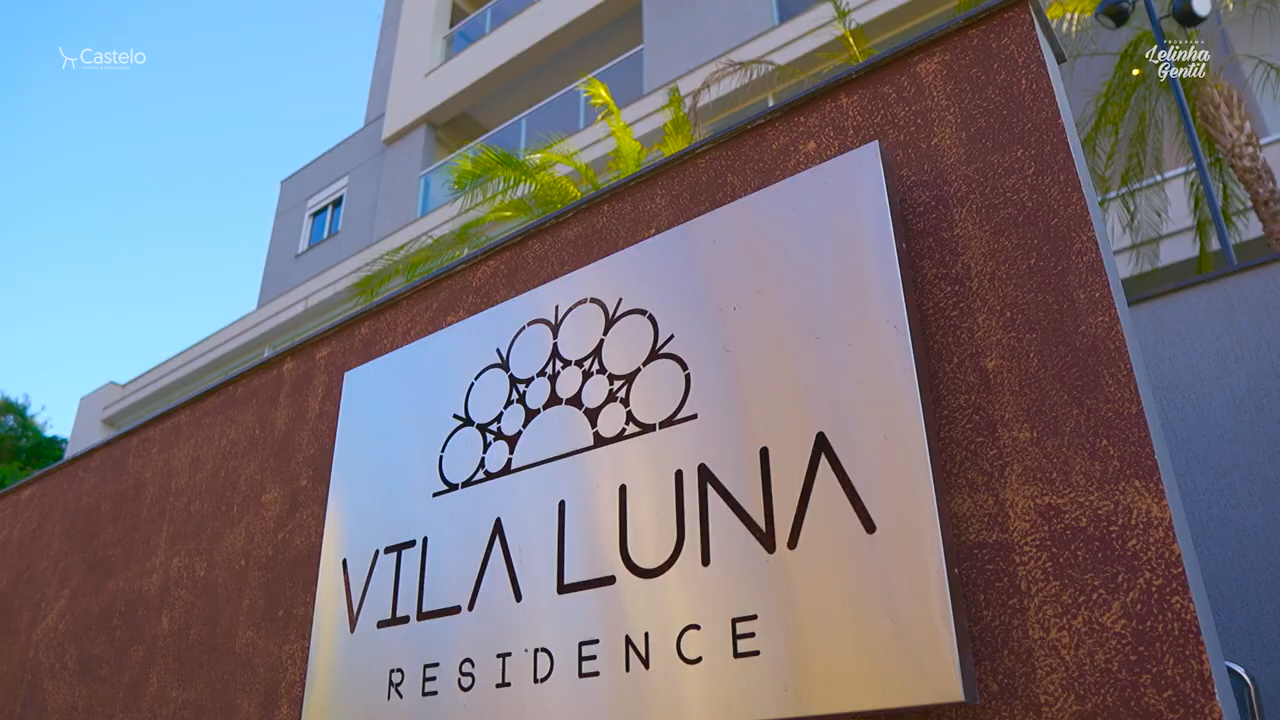 Castelo
PROGRAMA
Lelinha
Gentil
VILA LUNA
RESIDENCE